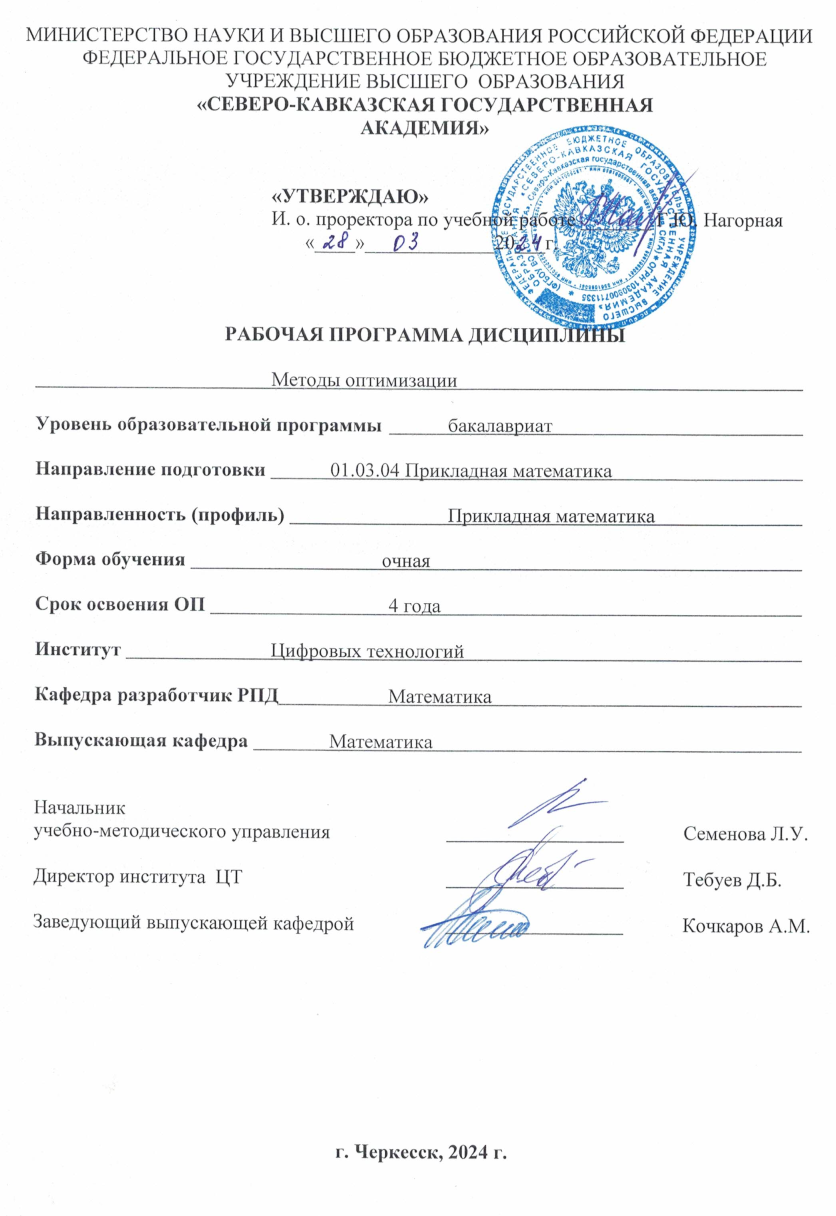 МИНИСТЕРСТВО НАУКИ И ВЫСШЕГО ОБРАЗОВАНИЯ РОССИЙСКОЙ ФЕДЕРАЦИИ
ФЕДЕРАЛЬНОЕ ГОСУДАРСТВЕННОЕ БЮДЖЕТНОЕ ОБРАЗОВАТЕЛЬНОЕ
УЧРЕЖДЕНИЕ ВЫСШЕГО ОБРАЗОВАНИЯ
«СЕВЕРО-КАВКАЗСКАЯ ГОСУДАРСТВЕННАЯ
АКАДЕМИЯ»
«УТВЕРЖДАЮ»
И. о. проректора по учебной работе Г.Ю. Нагорная
« 28 » 03 2024 г.
РАБОЧАЯ ПРОГРАММА ДИСЦИПЛИНЫ
Методы оптимизации
Уровень образовательной программы бакалавриат
Направление подготовки 01.03.04 Прикладная математика
Направленность (профиль) Прикладная математика
Форма обучения очная
Срок освоения ОП 4 года
Институт Цифровых технологий
Кафедра разработчик РПД Математика
Выпускающая кафедра Математика
Начальник
учебно-методического управления Семенова Л.У.
Директор института ЦТ Тебуев Д.Б.
Заведующий выпускающей кафедрой Кочкаров А.М.
г. Черкесск, 2024 г.